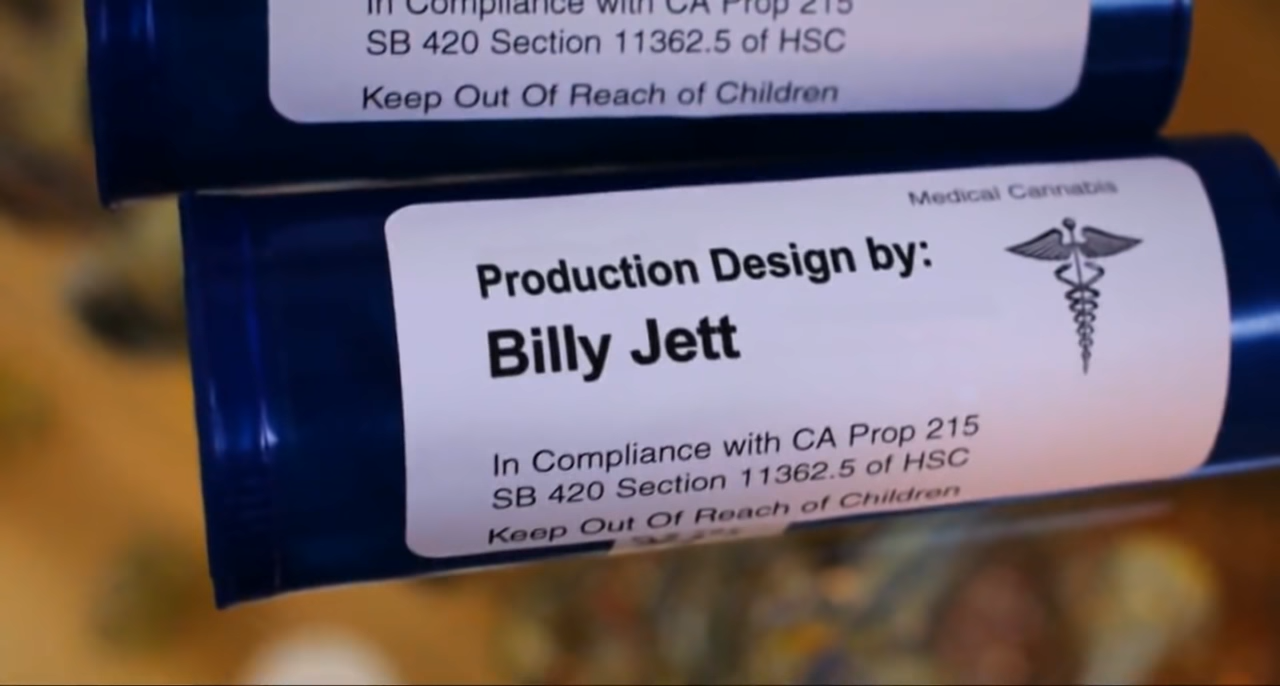 In Compliance with CA Prop 215
SB 420 Section 11362.5 of HSC
Keep Out Of Reach of Children
Medical Cannabis
Production Design by:
Billy Jett
In Compliance with CA Prop 215
SB 420 Section 11362.5 of HSC
Keep Out Of Reach of Children